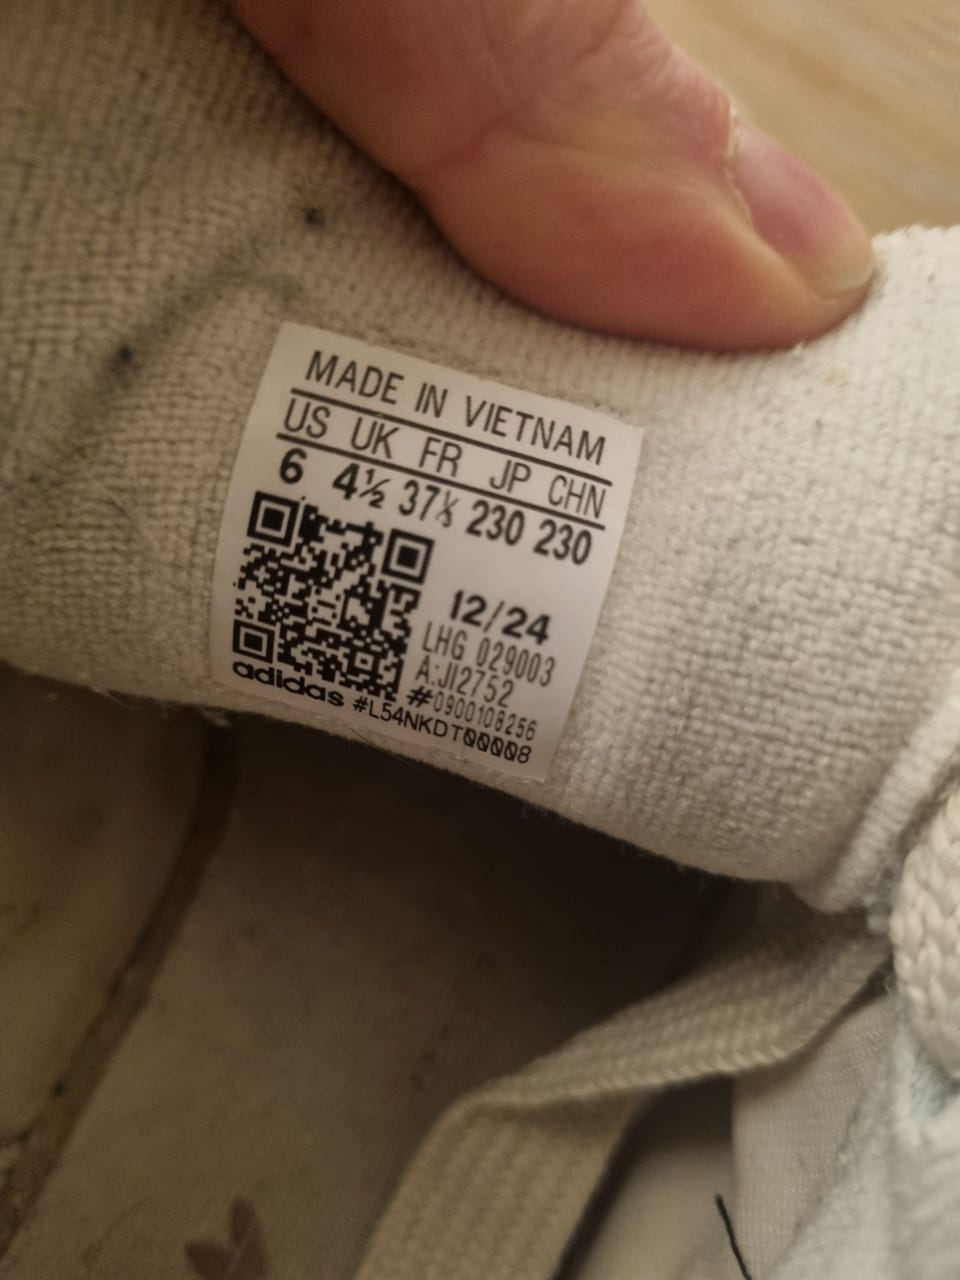 MADE IN VIETNAM
US UK FR JP CHN
6 4½ 37⅓ 230 230
12/24
LHG 029003
A:JI2752
#0900108256
adidas #L54NKDT00008